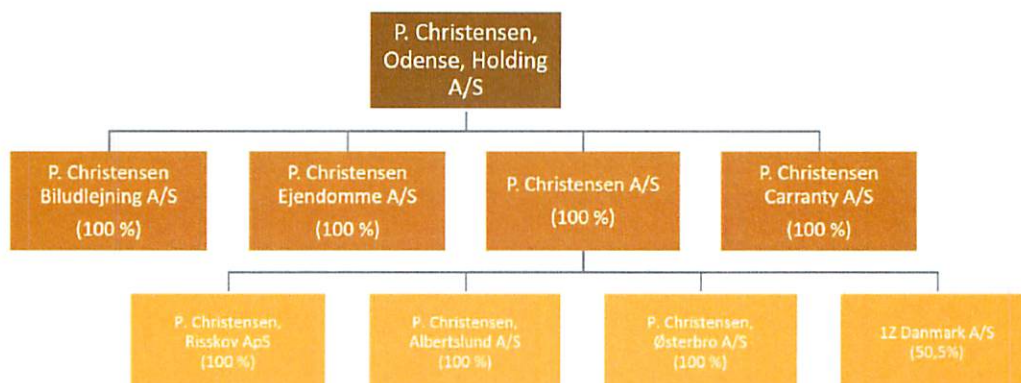 P. Christensen,
Odense, Holding
A/S
P. Christensen
Biludlejning A/S
(100 %)
P. Christensen
Ejendomme A/S
(100 %)
P. Christensen A/S
(100 %)
P. Christensen
Carranty A/S
(100 %)
P. Christensen,
Risskov ApS
(100 %)
P. Christensen,
Albertslund A/S
(100 %)
P. Christensen,
Østerbro A/S
(100 %)
1Z Danmark A/S
(50,5%)